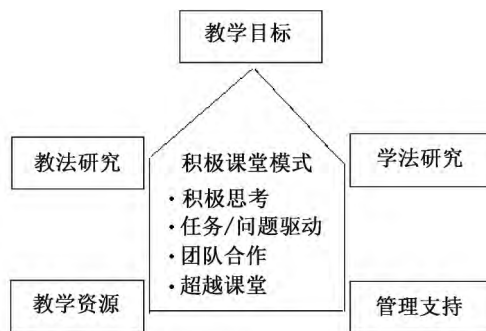 教学目标
教法研究
学法研究
积极课堂模式
·积极思考
·任务/问题驱动
·团队合作
·超越课堂
教学资源
管理支持